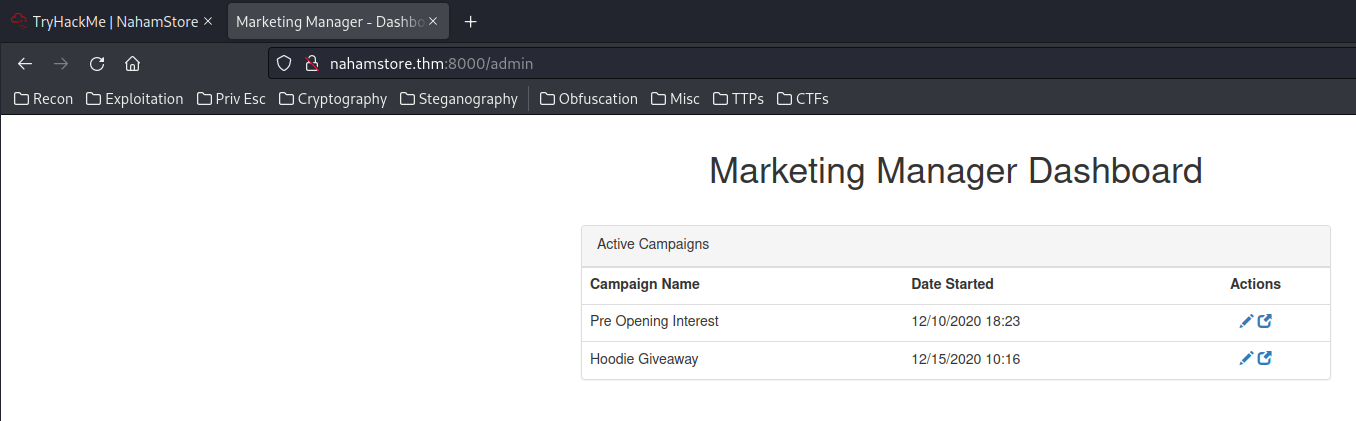 TryHackMe | NahamStore
Marketing Manager - Dashbo
nahamstore.thm:8000/admin
Recon Exploitation Priv Esc Cryptography Steganography Obfuscation Misc TTPs CTFs
Marketing Manager Dashboard
Active Campaigns
Campaign Name Date Started Actions
Pre Opening Interest 12/10/2020 18:23
Hoodie Giveaway 12/15/2020 10:16